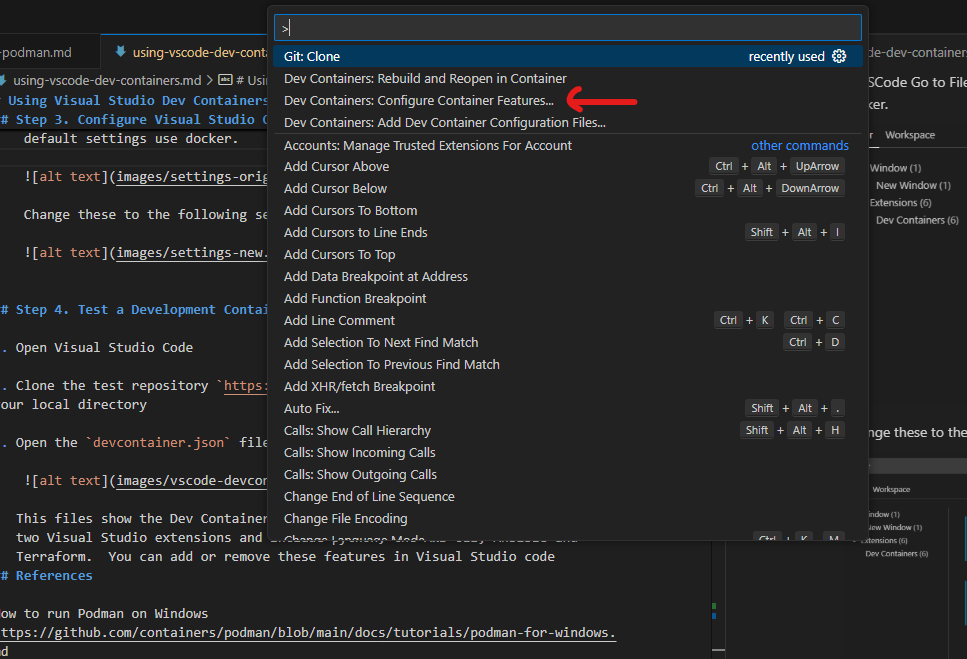 >
Git: Clone recently used
Dev Containers: Rebuild and Reopen in Container
Dev Containers: Configure Container Features...
Dev Containers: Add Dev Container Configuration Files...
Accounts: Manage Trusted Extensions For Account other commands
Add Cursor Above Ctrl + Alt + UpArrow
Add Cursor Below Ctrl + Alt + DownArrow
Add Cursors To Bottom
Add Cursors to Line Ends Shift + Alt + I
Add Cursors To Top
Add Data Breakpoint at Address
Add Function Breakpoint
Add Line Comment Ctrl + K Ctrl + C
Add Selection To Next Find Match Ctrl + D
Add Selection To Previous Find Match
Add XHR/fetch Breakpoint
Auto Fix... Shift + Alt + .
Calls: Show Call Hierarchy Shift + Alt + H
Calls: Show Incoming Calls
Calls: Show Outgoing Calls
Change End of Line Sequence
Change File Encoding
Change Language Mode Ctrl + K M
-podman.md using-vscode-dev-conta
using-vscode-dev-containers.md > # Usi
Using Visual Studio Dev Containers
# Step 3. Configure Visual Studio C
default settings use docker.
![alt text](images/settings-orig
Change these to the following se
![alt text](images/settings-new.
# Step 4. Test a Development Contai
. Open Visual Studio Code
. Clone the test repository `https:
our local directory
. Open the `devcontainer.json` file
![alt text](images/vscode-devcon
This files show the Dev Container
two Visual Studio extensions and
Terraform. You can add or remove these features in Visual Studio code
# References
ow to run Podman on Windows
ttps://github.com/containers/podman/blob/main/docs/tutorials/podman-for-windows.
d
de-dev-containers
SCode Go to File
ker.
r Workspace
Window (1)
New Window (1)
Extensions (6)
Dev Containers (6)
nge these to the
Workspace
indow (1)
New Window (1)
xtensions (6)
Dev Containers (6)